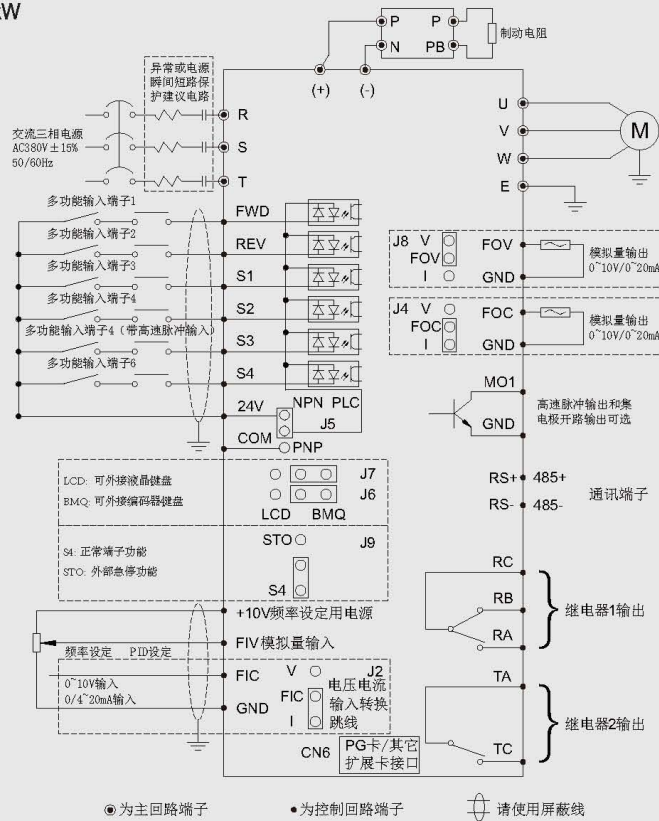 W
P
P
N
PB
制动电阻
(+)
(-)
异常或电源
瞬间短路保
护建议电路
交流三相电源
AC380V±15%
50/60Hz
R
S
T
U
V
W
E
M
多功能输入端子1
多功能输入端子2
多功能输入端子3
多功能输入端子4
多功能输入端子4（带高速脉冲输入）
多功能输入端子6
FWD
REV
S1
S2
S3
S4
24V
COM
NPN PLC
J5
PNP
J8
V
FOV
I
FOV
GND
模拟量输出
0~10V/0~20mA
J4
V
FOC
I
FOC
GND
模拟量输出
0~10V/0~20mA
MO1
GND
高速脉冲输出和集
电极开路输出可选
RS+
485+
RS-
485-
通讯端子
LCD: 可外接液晶键盘
BMQ: 可外接编码器键盘
J7
J6
LCD
BMQ
S4: 正常端子功能
STO: 外部急停功能
STO
J9
S4
RC
RB
RA
继电器1输出
+10V频率设定用电源
FIV模拟量输入
频率设定
PID设定
0~10V输入
0/4~20mA输入
FIC
GND
V
J2
FIC
I
电压电流
输入转换
跳线
CN6
PG卡/其它
扩展卡接口
TA
TC
继电器2输出
为主回路端子
为控制回路端子
请使用屏蔽线